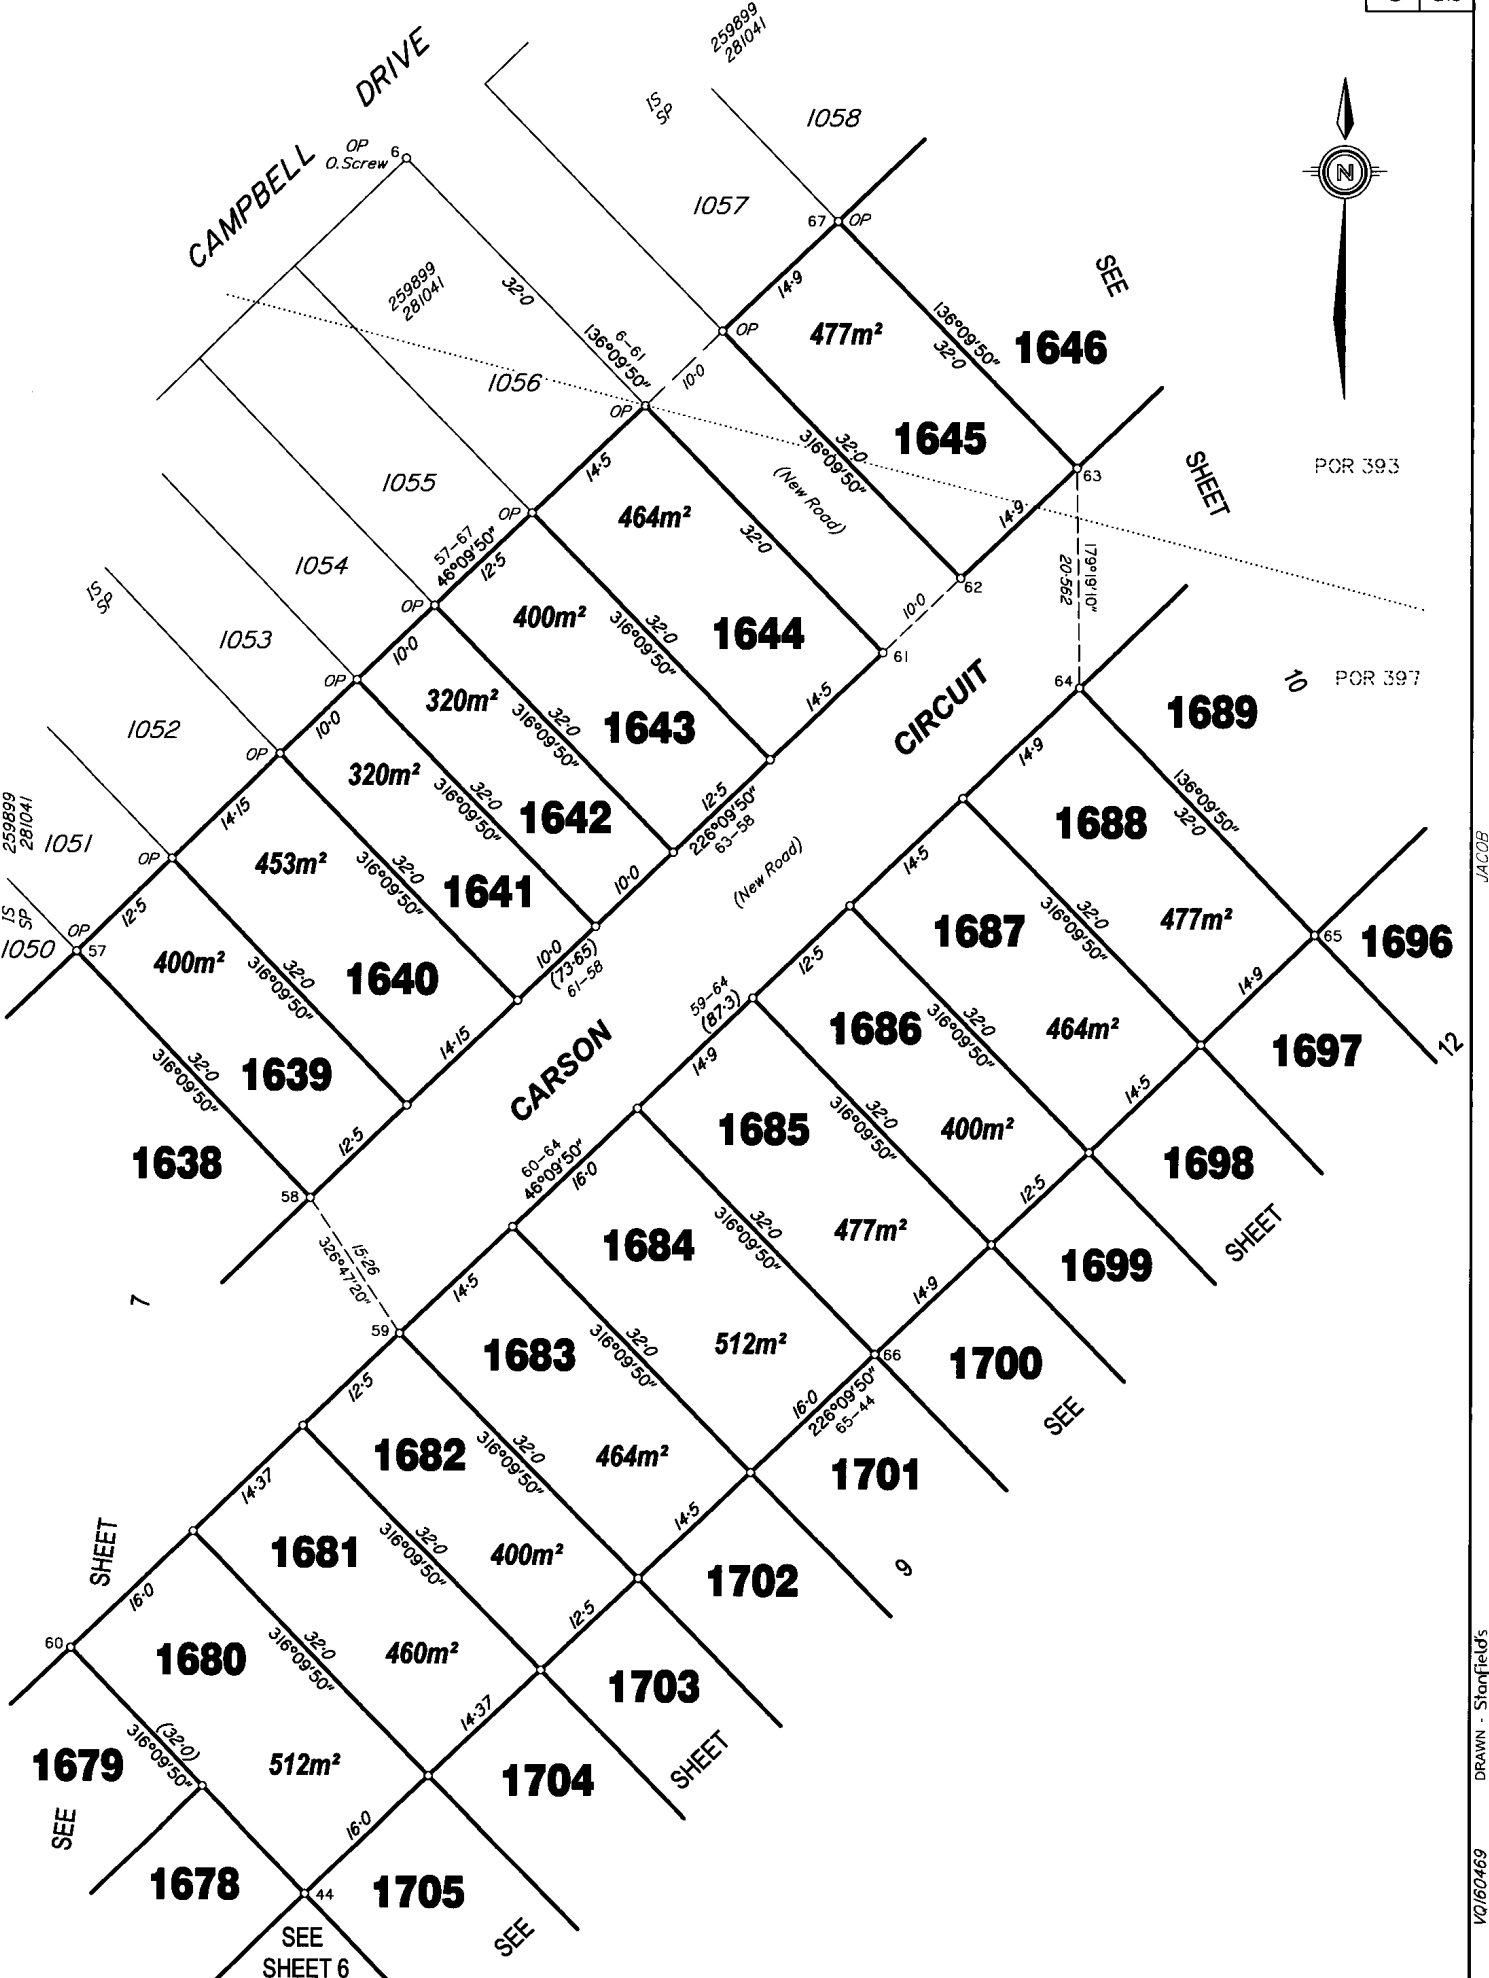 CAMPBELL DRIVE
OP
O.Screw
6
259899
281041
IS
SP
1058
1057
67
OP
N
SEE
SHEET
10
POR 393
POR 397
259899
281041
32·0
6–61
136°09'50"
1056
OP
10·0
OP
14·9
477m²
136°09'50"
32·0
1646
1645
32·0
316°09'50"
(New Road)
63
14·9
62
179°19'10"
20·562
64
1055
OP
14·5
464m²
32·0
1644
10·0
61
14·5
57–67
46°09'50"
12·5
1054
OP
400m²
32·0
316°09'50"
1643
12·5
226°09'50"
63–58
IS
SP
1053
OP
10·0
320m²
32·0
316°09'50"
1642
10·0
1052
OP
10·0
320m²
32·0
316°09'50"
1641
10·0
(73·65)
61–58
259899
281041
1051
OP
14·15
453m²
32·0
316°09'50"
1640
14·15
IS
SP
1050
OP
57
12·5
400m²
32·0
316°09'50"
1639
12·5
32·0
316°09'50"
1638
58
15·26
326°47'20"
59
7
SHEET
SEE
CARSON CIRCUIT
(New Road)
1689
14·9
1688
136°09'50"
32·0
477m²
65
1696
14·5
1687
32·0
316°09'50"
464m²
14·9
1697
12
12·5
1686
32·0
316°09'50"
400m²
14·5
1698
SHEET
59–64
(87·3)
14·9
1685
32·0
316°09'50"
477m²
12·5
1699
60–64
46°09'50"
16·0
1684
32·0
316°09'50"
512m²
14·9
66
1700
SEE
14·5
1683
32·0
316°09'50"
464m²
16·0
226°09'50"
65–44
1701
12·5
1682
32·0
316°09'50"
400m²
14·5
1702
9
14·37
1681
32·0
316°09'50"
460m²
12·5
1703
SHEET
16·0
60
1680
32·0
316°09'50"
512m²
14·37
1704
1679
(32·0)
316°09'50"
16·0
1678
44
1705
SEE
SEE
SHEET 6
JACOB
DRAWN - Stanfield's
VQ160469